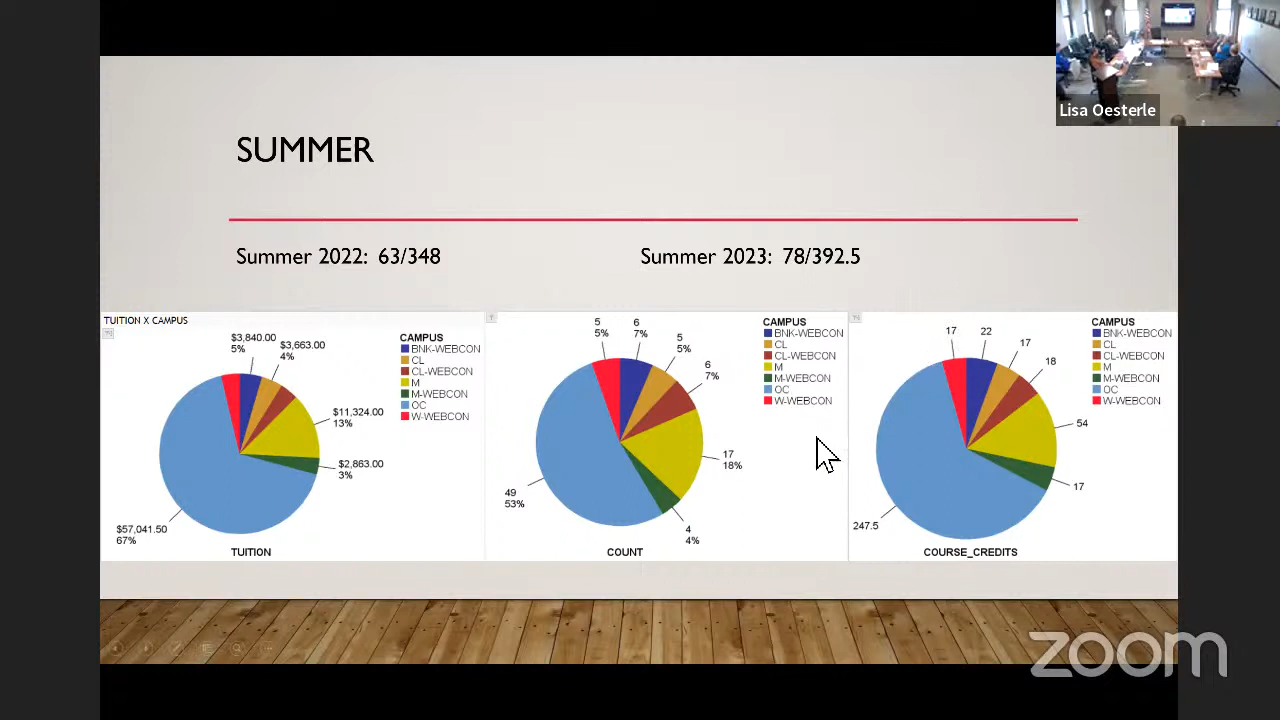 Lisa Oesterle
SUMMER
Summer 2022: 63/348
Summer 2023: 78/392.5
TUITION X CAMPUS
$3,840.00
5%
$3,663.00
4%
$11,324.00
13%
$2,863.00
3%
$57,041.50
67%
TUITION
CAMPUS
BNK-WEBCON
CL
CL-WEBCON
M
M-WEBCON
OC
W-WEBCON
5
5%
6
7%
5
5%
6
7%
17
18%
4
4%
49
53%
COUNT
CAMPUS
BNK-WEBCON
CL
CL-WEBCON
M
M-WEBCON
OC
W-WEBCON
17
22
17
18
54
17
247.5
COURSE_CREDITS
CAMPUS
BNK-WEBCON
CL
CL-WEBCON
M
M-WEBCON
OC
W-WEBCON
zoom